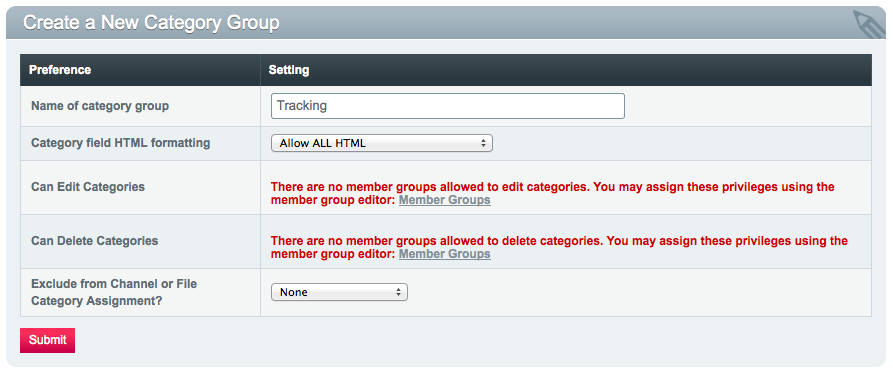 Create a New Category Group
Preference
Setting
Name of category group
Tracking
Category field HTML formatting
Allow ALL HTML
Can Edit Categories
There are no member groups allowed to edit categories. You may assign these privileges using the
member group editor: Member Groups
Can Delete Categories
There are no member groups allowed to delete categories. You may assign these privileges using the
member group editor: Member Groups
Exclude from Channel or File
Category Assignment?
None
Submit